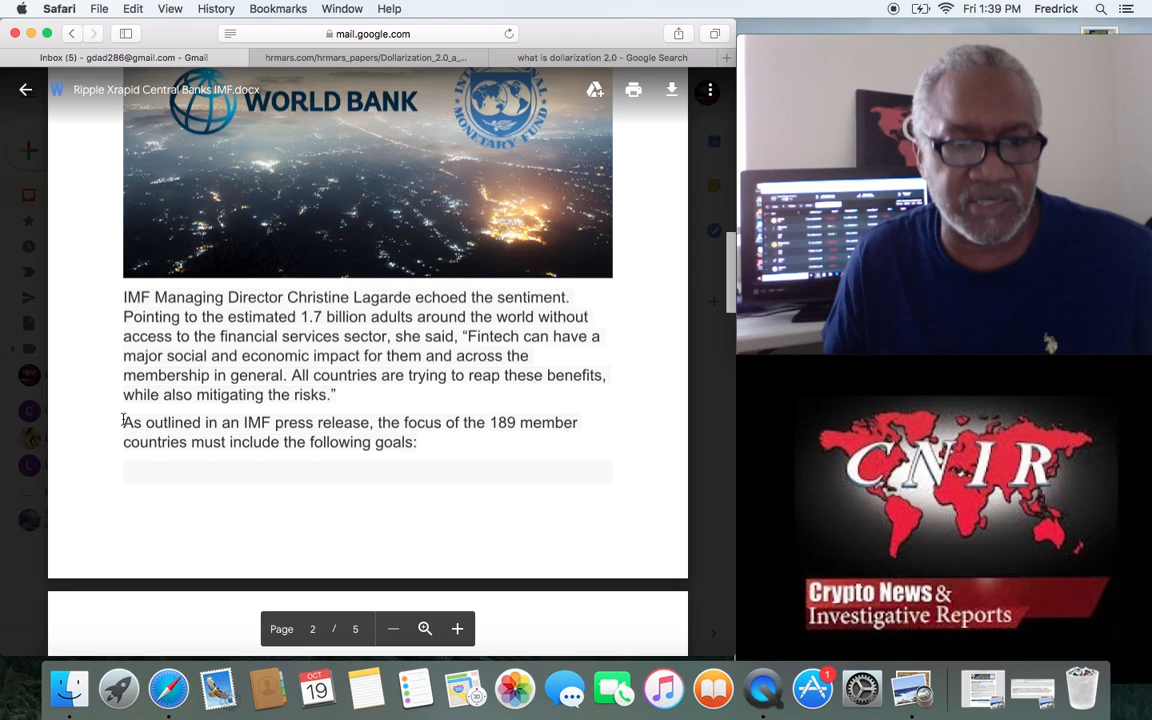 Safari File Edit View History Bookmarks Window Help
Fri 1:39 PM Fredrick
mail.google.com
Inbox (5) - gdad286@gmail.com - Gmail
hrmars.com/hrmars_papers/Dollarization_2.0_a_...
what is dollarization 2.0 - Google Search
W Ripple Xrapid Central Banks IMF.docx
WORLD BANK
INTERNATIONAL
MONETARY FUND
IMF Managing Director Christine Lagarde echoed the sentiment.
Pointing to the estimated 1.7 billion adults around the world without
access to the financial services sector, she said, “Fintech can have a
major social and economic impact for them and across the
membership in general. All countries are trying to reap these benefits,
while also mitigating the risks.”
As outlined in an IMF press release, the focus of the 189 member
countries must include the following goals:
Page 2 / 5
CNIR
Crypto News &
Investigative Reports
OCT
19
1